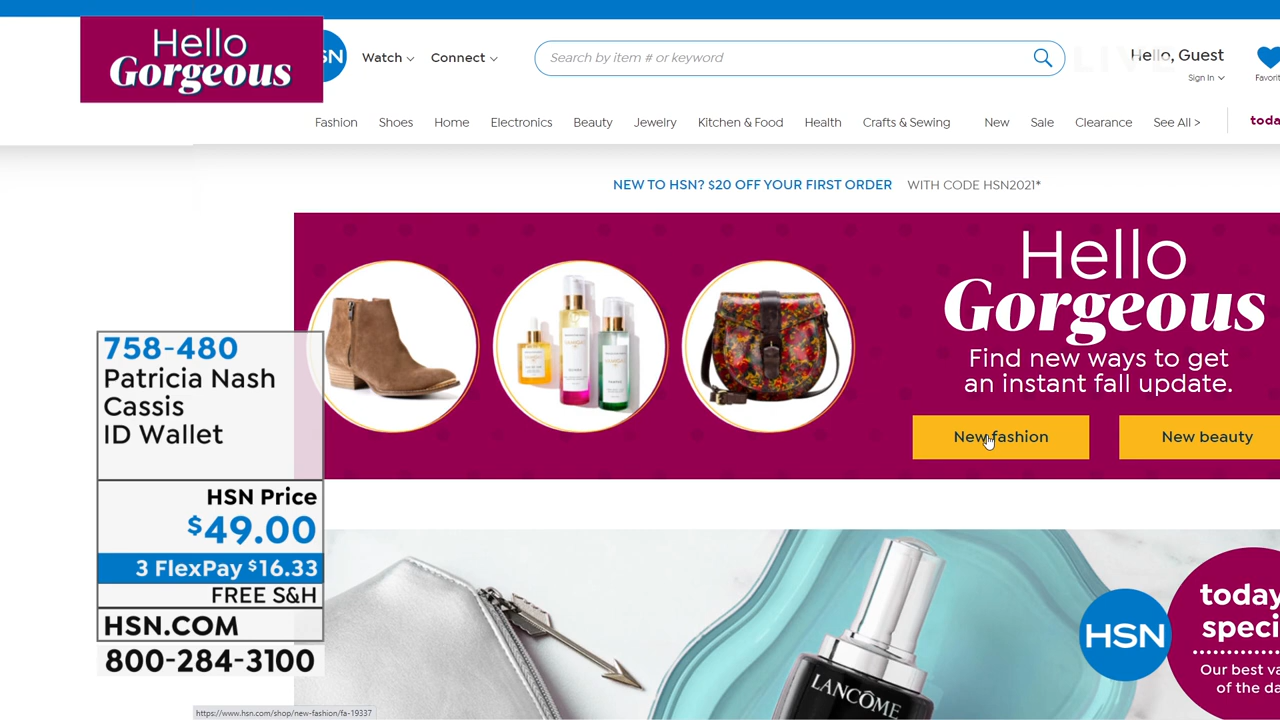 Hello
Gorgeous
SN
Watch
Connect
Search by item # or keyword
LIVE
Hello, Guest
Sign In
Favorit
Fashion
Shoes
Home
Electronics
Beauty
Jewelry
Kitchen & Food
Health
Crafts & Sewing
New
Sale
Clearance
See All >
toda
NEW TO HSN? $20 OFF YOUR FIRST ORDER WITH CODE HSN2021*
Hello
Gorgeous
Find new ways to get
an instant fall update.
New fashion
New beauty
758-480
Patricia Nash
Cassis
ID Wallet
HSN Price
$49.00
3 FlexPay $16.33
FREE S&H
HSN.COM
800-284-3100
LANCÔME
HSN
today
speci
Our best va
of the da
https://www.hsn.com/shop/new-fashion/fa-19337